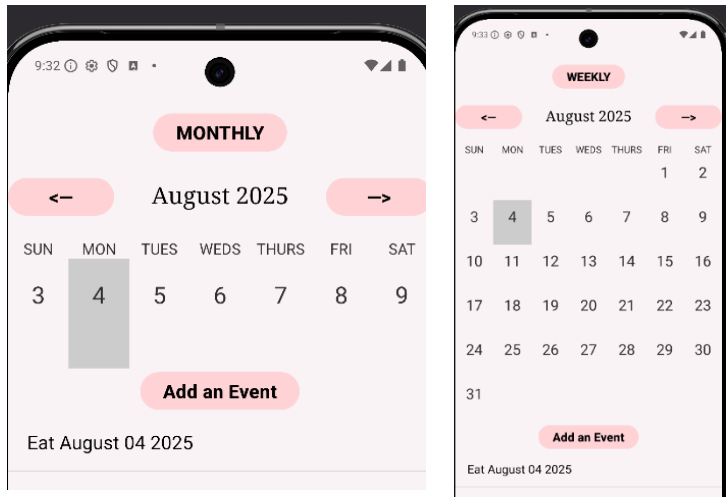 9:32
MONTHLY
<– August 2025 –>
SUN MON TUES WEDS THURS FRI SAT
3 4 5 6 7 8 9
Add an Event
Eat August 04 2025
9:33
WEEKLY
<– August 2025 –>
SUN MON TUES WEDS THURS FRI SAT
1 2
3 4 5 6 7 8 9
10 11 12 13 14 15 16
17 18 19 20 21 22 23
24 25 26 27 28 29 30
31
Add an Event
Eat August 04 2025